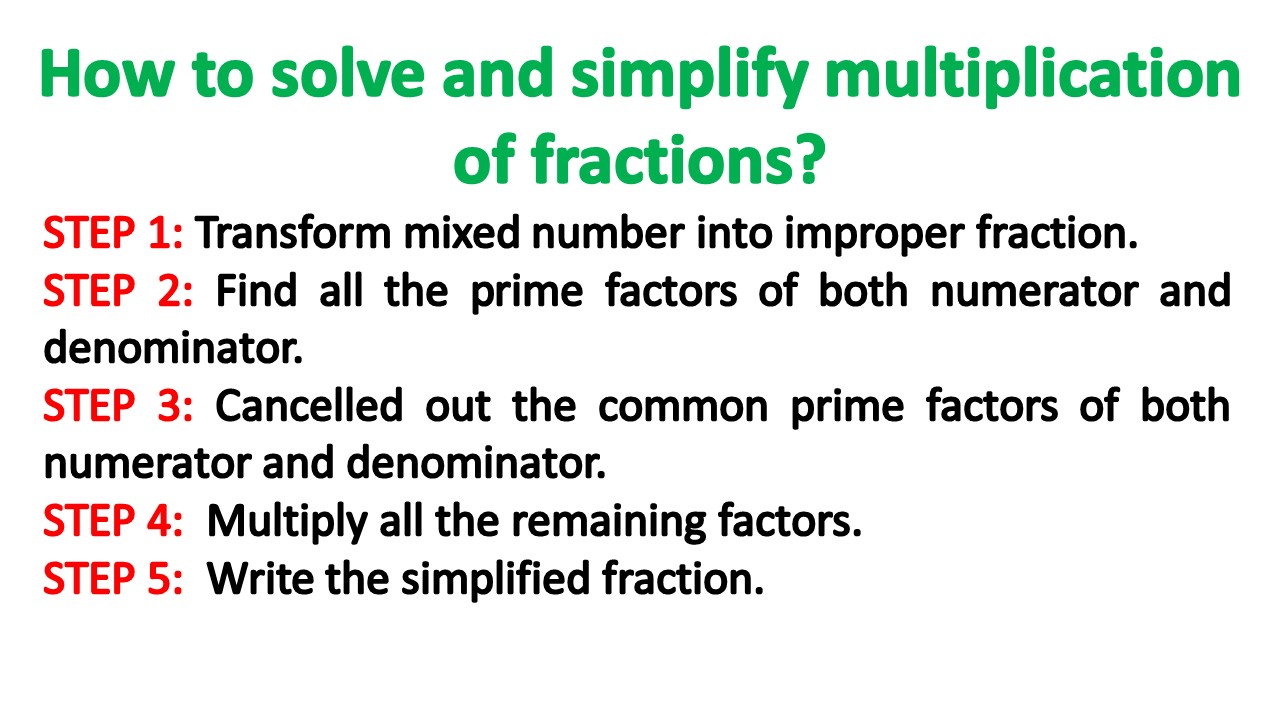 How to solve and simplify multiplication
of fractions?
STEP 1: Transform mixed number into improper fraction.
STEP 2: Find all the prime factors of both numerator and
denominator.
STEP 3: Cancelled out the common prime factors of both
numerator and denominator.
STEP 4: Multiply all the remaining factors.
STEP 5: Write the simplified fraction.